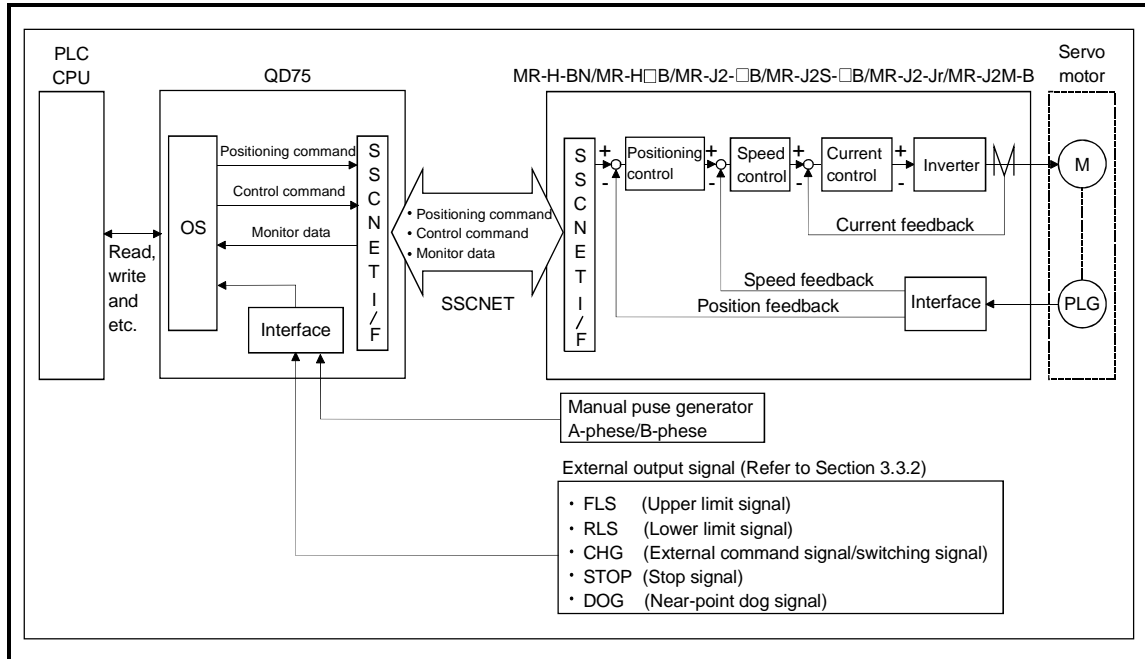 PLC
CPU
QD75
MR-H-BN/MR-H□B/MR-J2-□B/MR-J2S-□B/MR-J2-Jr/MR-J2M-B
Servo
motor
OS
Positioning command
Control command
Monitor data
Interface
S
S
C
N
E
T
I
/
F
Read,
write
and
etc.
• Positioning command
• Control command
• Monitor data
SSCNET
S
S
C
N
E
T
I
/
F
+
-
Positioning
control
+
-
Speed
control
+
-
Current
control
+
-
Inverter
M
Current feedback
Speed feedback
Position feedback
Interface
PLG
Manual puse generator
A-phese/B-phese
External output signal (Refer to Section 3.3.2)
・ FLS (Upper limit signal)
・ RLS (Lower limit signal)
・ CHG (External command signal/switching signal)
・ STOP (Stop signal)
・ DOG (Near-point dog signal)